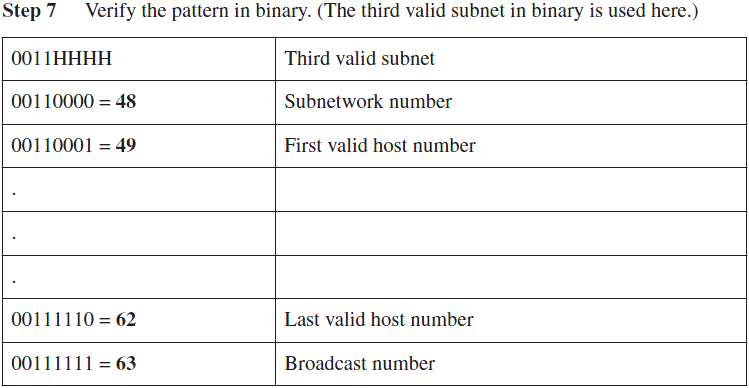 Step 7 Verify the pattern in binary. (The third valid subnet in binary is used here.)
0011HHHH Third valid subnet
00110000 = 48 Subnetwork number
00110001 = 49 First valid host number
.
.
.
00111110 = 62 Last valid host number
00111111 = 63 Broadcast number